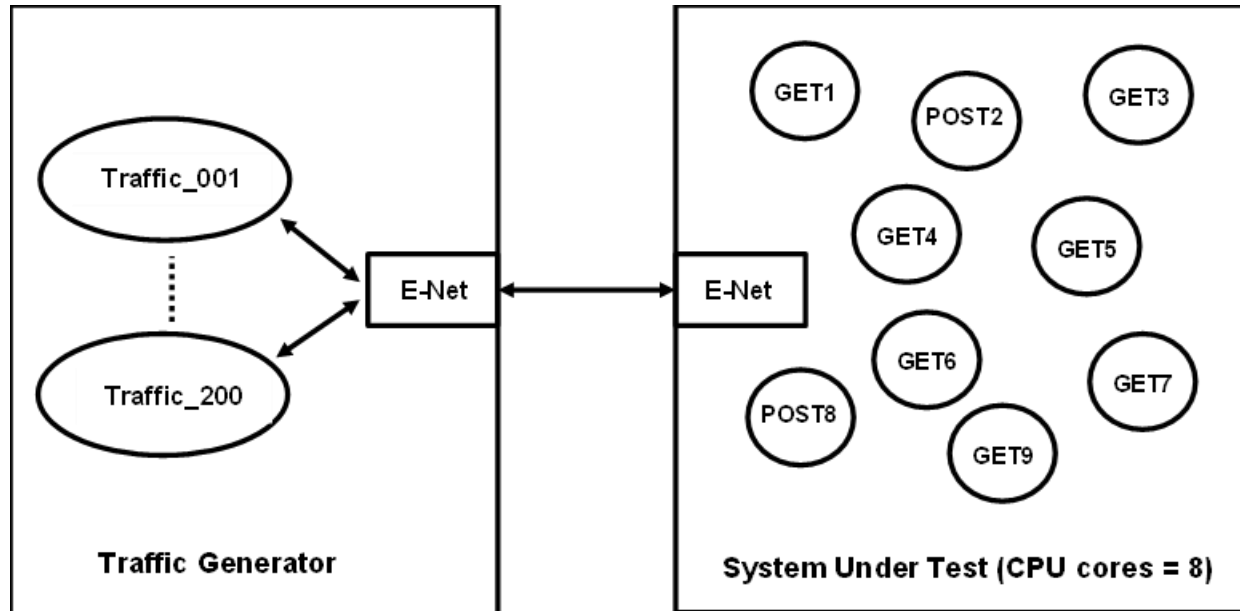 Traffic_001
Traffic_200
E-Net
Traffic Generator
E-Net
GET1
POST2
GET3
GET4
GET5
GET6
GET7
POST8
GET9
System Under Test (CPU cores = 8)